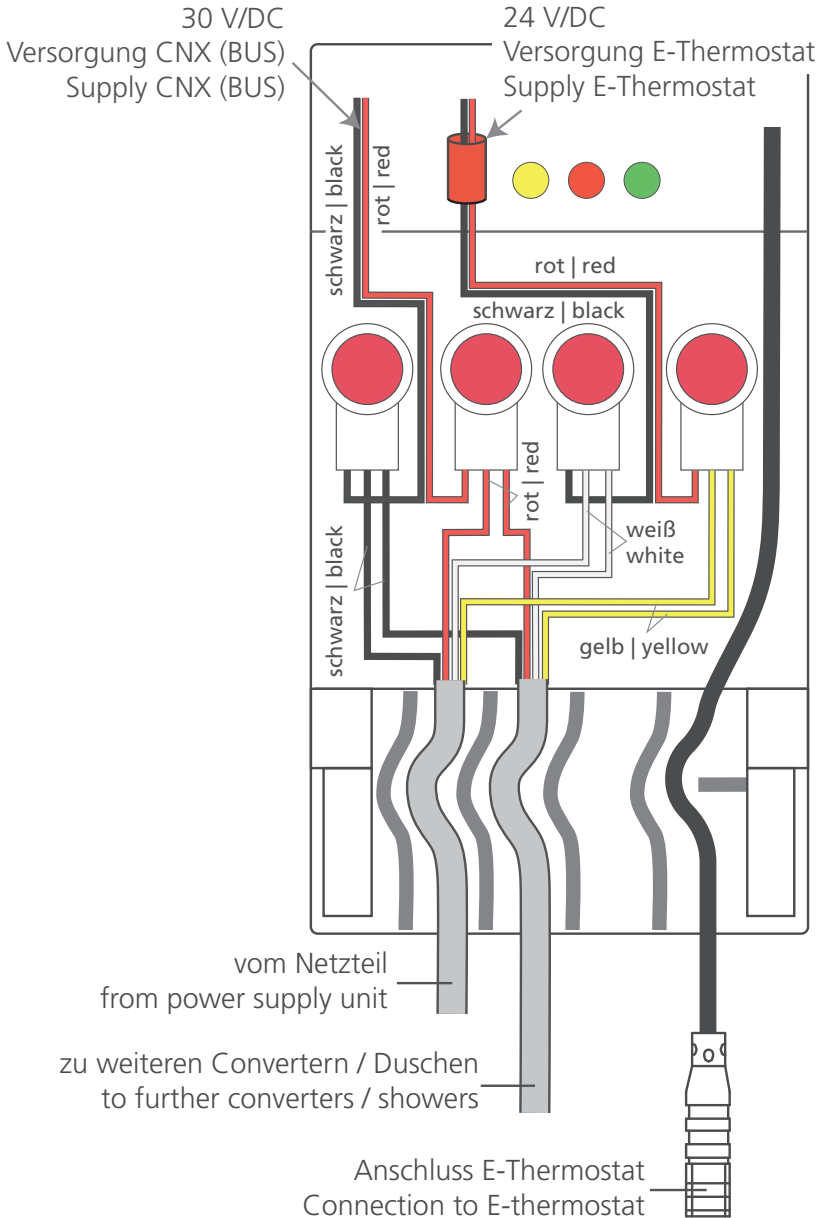 30 V/DC
Versorgung CNX (BUS)
Supply CNX (BUS)
24 V/DC
Versorgung E-Thermostat
Supply E-Thermostat
schwarz | black
rot | red
rot | red
schwarz | black
rot | red
weiß
white
schwarz | black
gelb | yellow
vom Netzteil
from power supply unit
zu weiteren Convertern / Duschen
to further converters / showers
Anschluss E-Thermostat
Connection to E-thermostat